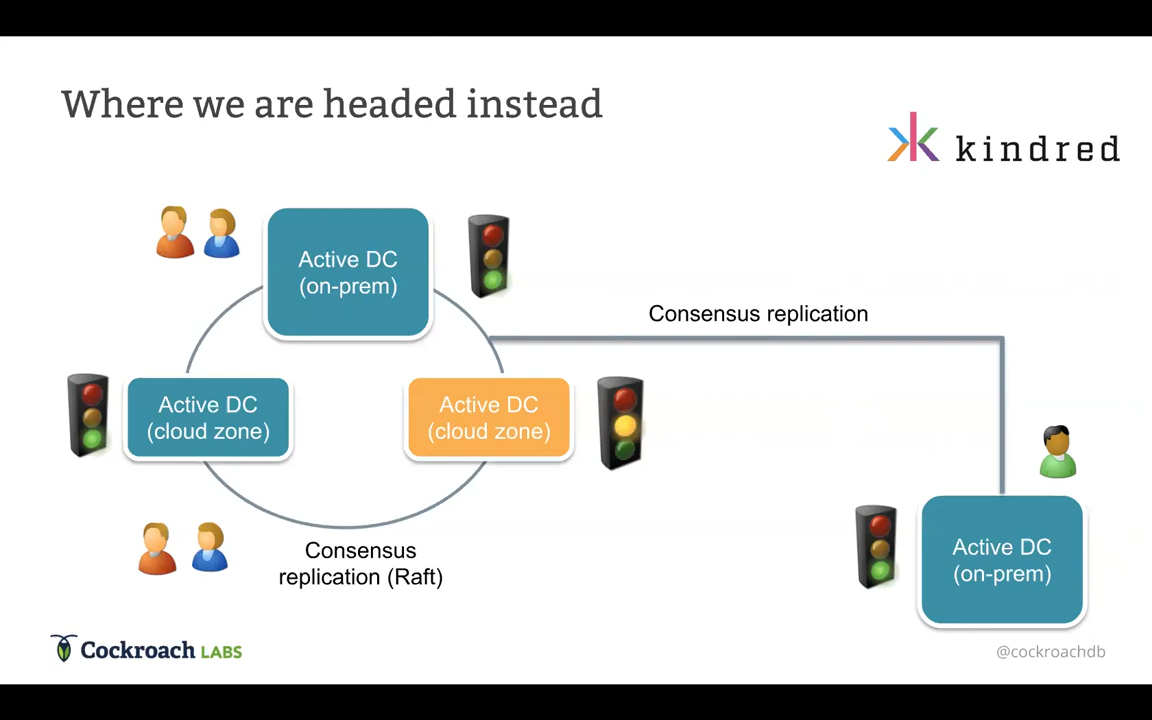 Where we are headed instead
kindred
Active DC
(on-prem)
Consensus replication
Active DC
(cloud zone)
Active DC
(cloud zone)
Active DC
(on-prem)
Consensus
replication (Raft)
Cockroach LABS
@cockroachdb